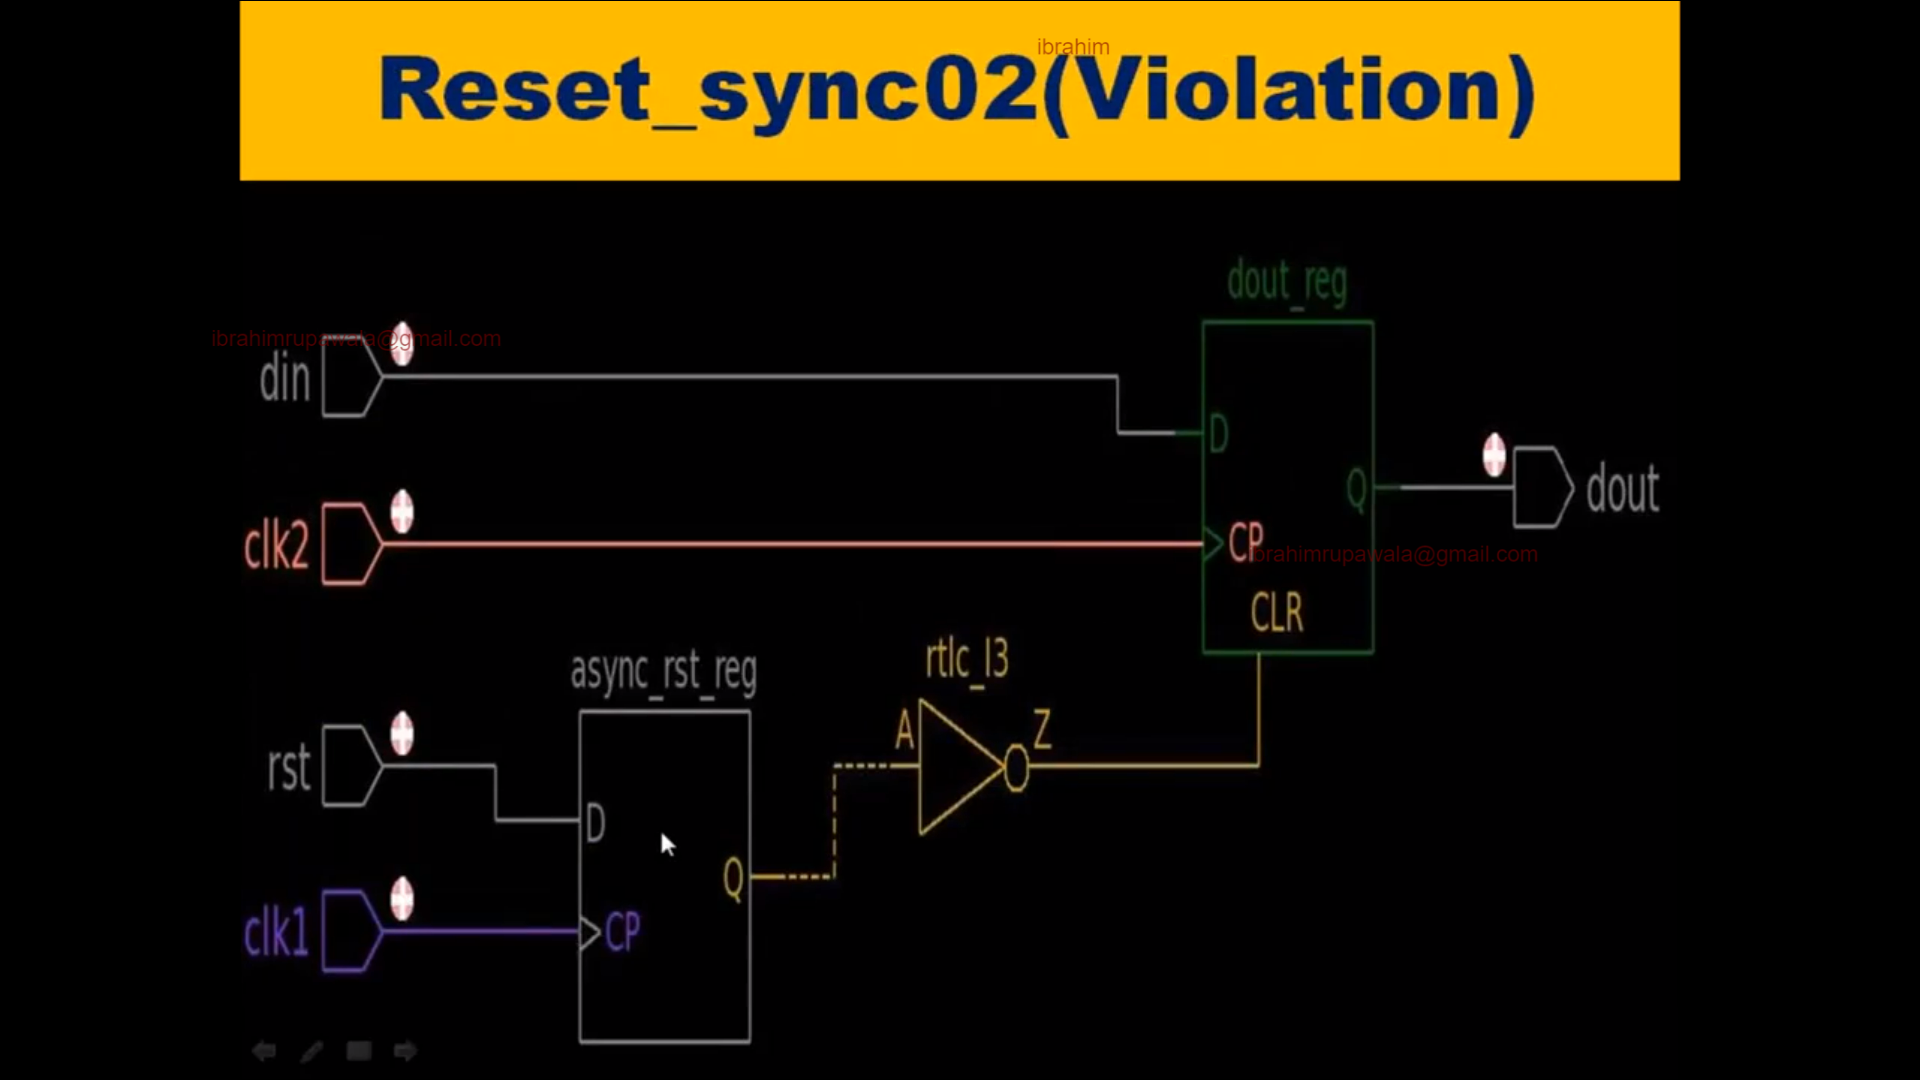 ibrahim
Reset_sync02(Violation)
dout_reg
ibrahimrupawala@gmail.com
din
D
Q
dout
clk2
CP
ibrahimrupawala@gmail.com
CLR
async_rst_reg
rtlc_I3
A
Z
rst
D
Q
clk1
CP